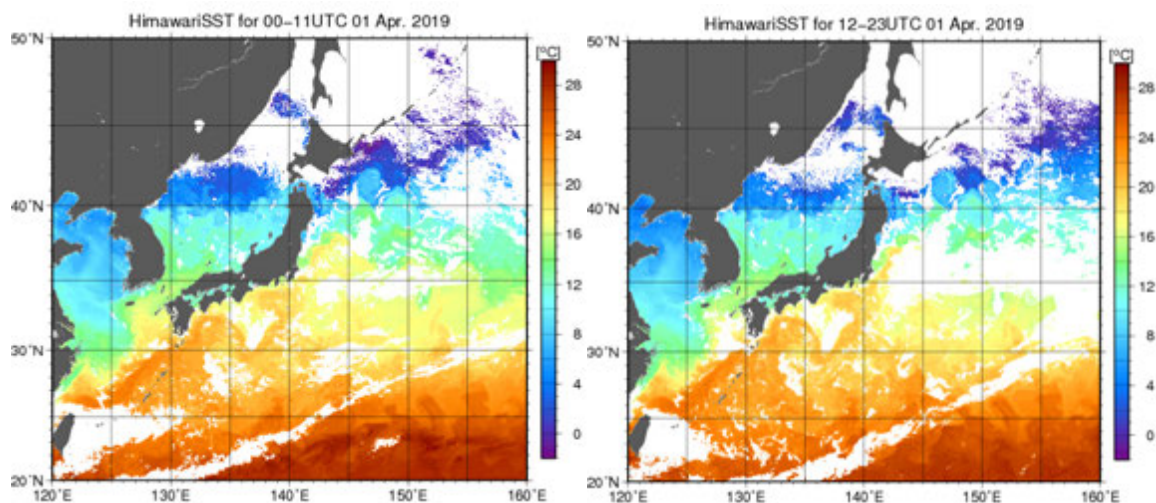 HimawariSST for 00-11UTC 01 Apr. 2019
50°N
40°N
30°N
20°N
120°E
130°E
140°E
150°E
160°E
[°C]
28
24
20
16
12
8
4
0
HimawariSST for 12-23UTC 01 Apr. 2019
50°N
40°N
30°N
20°N
120°E
130°E
140°E
150°E
160°E
[°C]
28
24
20
16
12
8
4
0